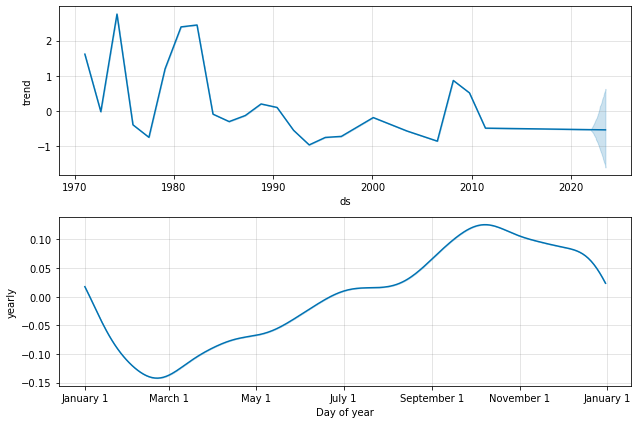 2
1
0
−1
trend
1970 1980 1990 2000 2010 2020
ds
0.10
0.05
0.00
−0.05
−0.10
−0.15
yearly
January 1 March 1 May 1 July 1 September 1 November 1 January 1
Day of year